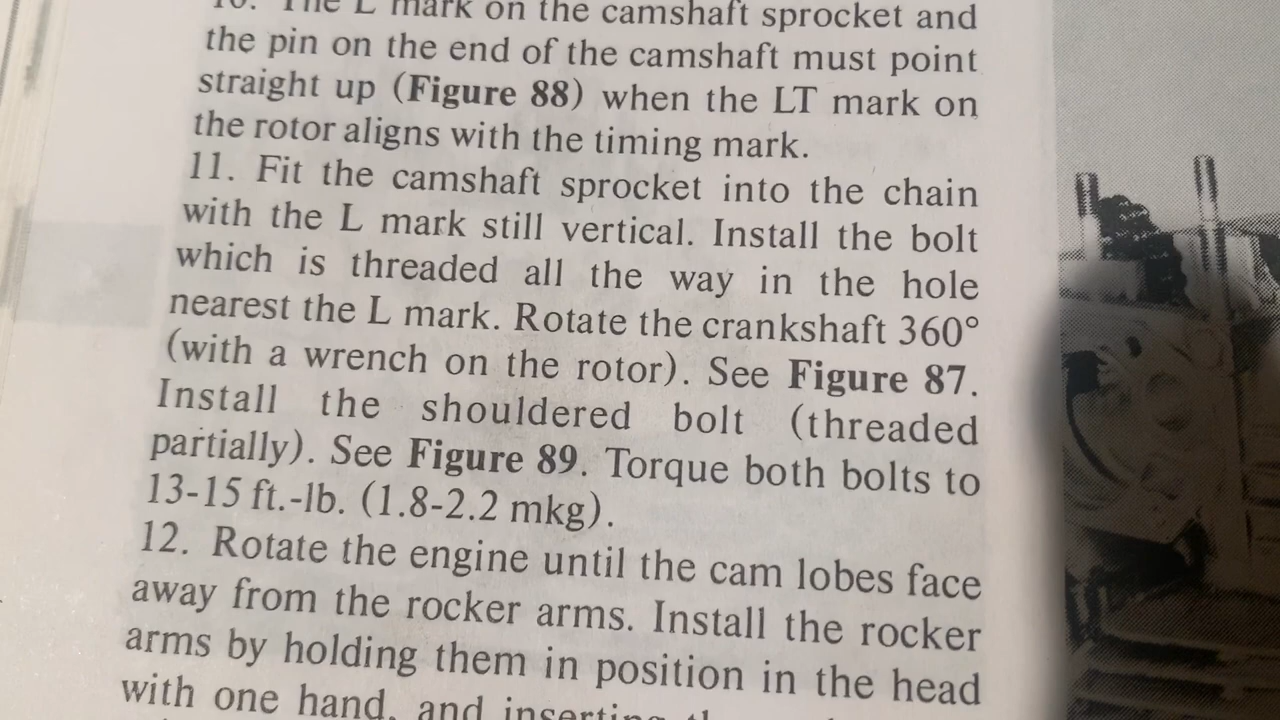 10. The L mark on the camshaft sprocket and
the pin on the end of the camshaft must point
straight up (Figure 88) when the LT mark on
the rotor aligns with the timing mark.
11. Fit the camshaft sprocket into the chain
with the L mark still vertical. Install the bolt
which is threaded all the way in the hole
nearest the L mark. Rotate the crankshaft 360°
(with a wrench on the rotor). See Figure 87.
Install the shouldered bolt (threaded
partially). See Figure 89. Torque both bolts to
13-15 ft.-lb. (1.8-2.2 mkg).
12. Rotate the engine until the cam lobes face
away from the rocker arms. Install the rocker
arms by holding them in position in the head
with one hand, and inserting